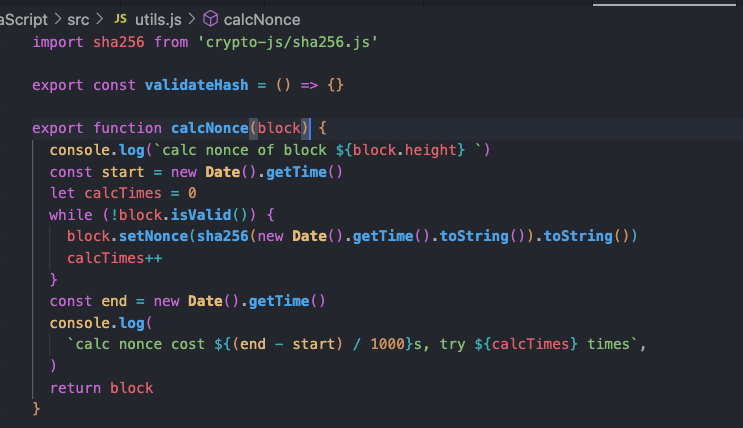 aScript > src > JS utils.js > calcNonce
import sha256 from 'crypto-js/sha256.js'
export const validateHash = () => {}
export function calcNonce(block) {
console.log(`calc nonce of block ${block.height} `)
const start = new Date().getTime()
let calcTimes = 0
while (!block.isValid()) {
block.setNonce(sha256(new Date().getTime().toString()).toString())
calcTimes++
}
const end = new Date().getTime()
console.log(
`calc nonce cost ${(end - start) / 1000}s, try ${calcTimes} times`,
)
return block
}